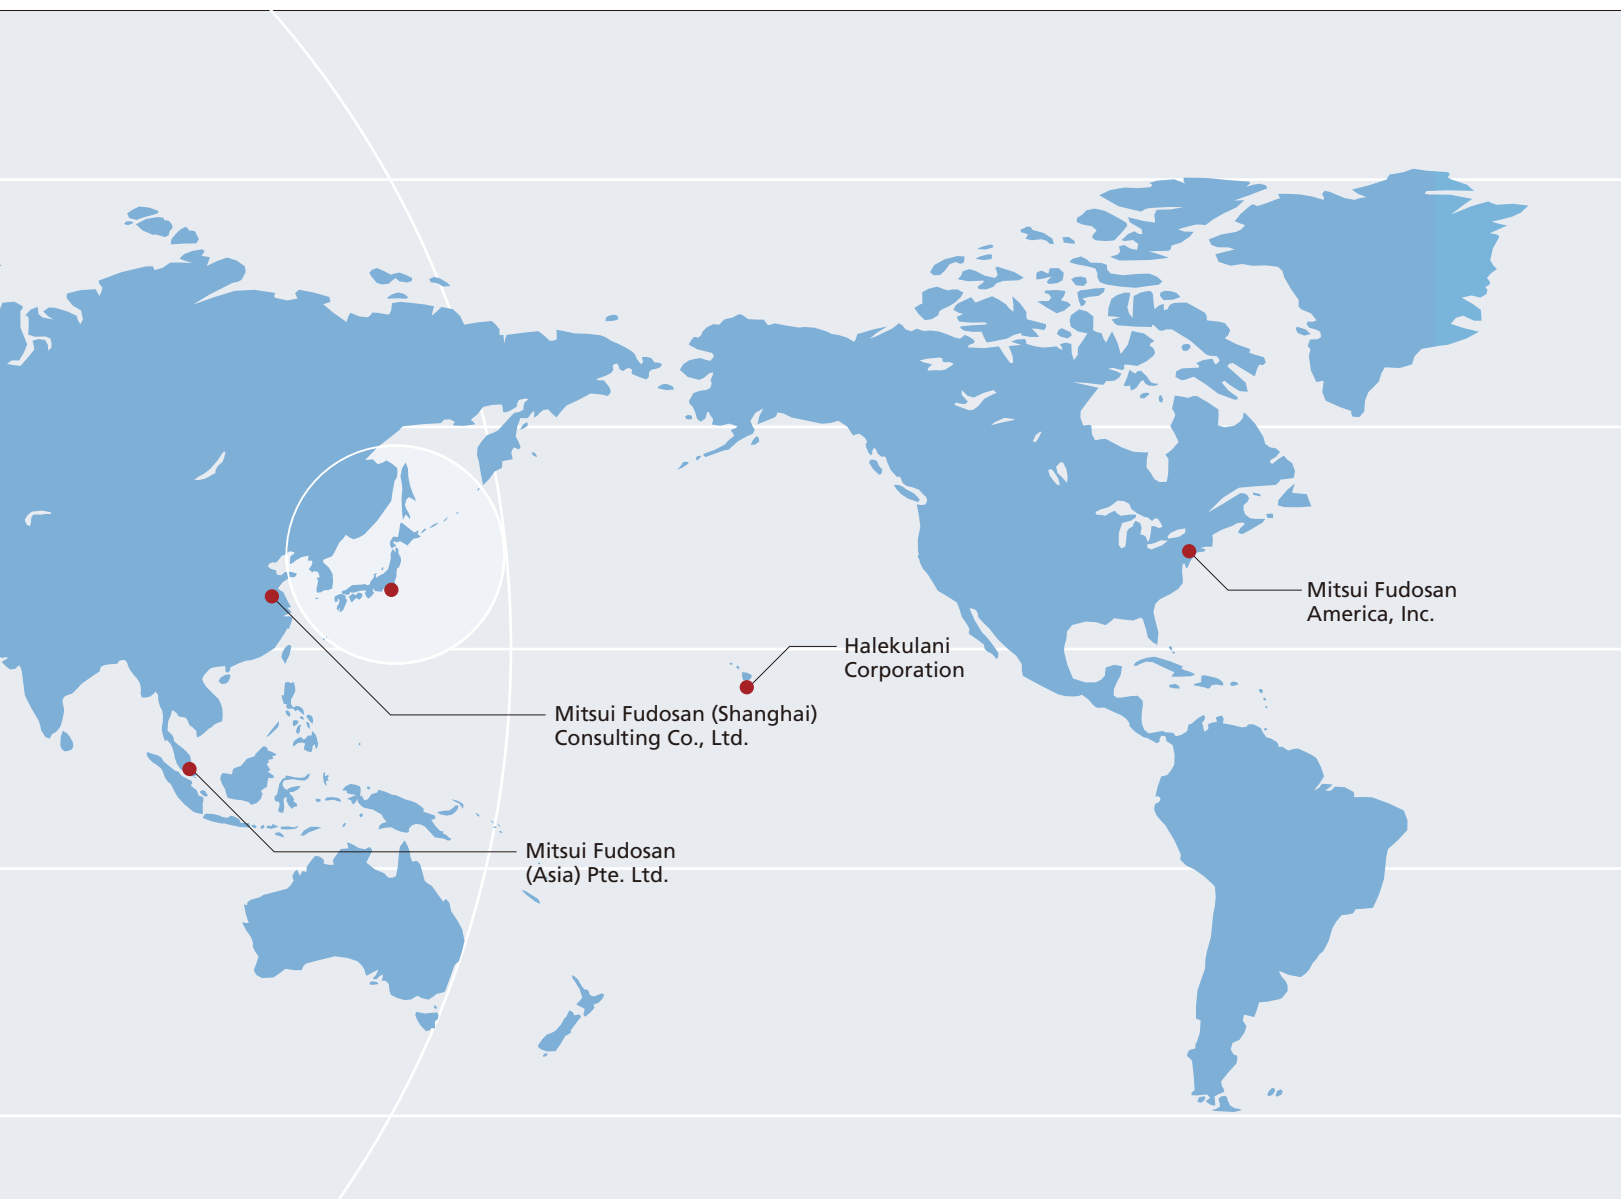 Mitsui Fudosan
America, Inc.
Halekulani
Corporation
Mitsui Fudosan (Shanghai)
Consulting Co., Ltd.
Mitsui Fudosan
(Asia) Pte. Ltd.